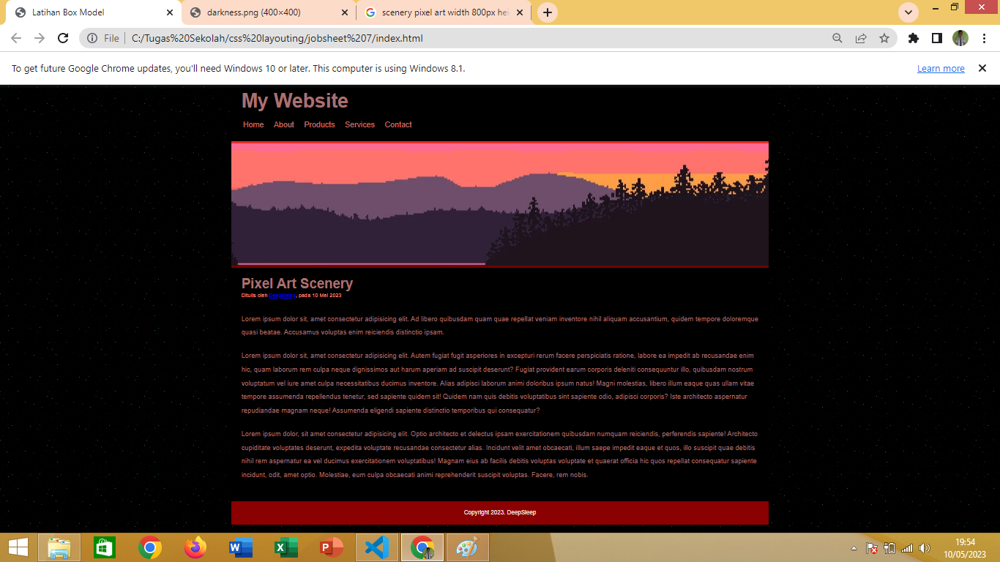 Latihan Box Model
darkness.png (400×400)
scenery pixel art width 800px hei
File
C:/Tugas%20Sekolah/css%20layouting/jobsheet%207/index.html
To get future Google Chrome updates, you'll need Windows 10 or later. This computer is using Windows 8.1.
Learn more
My Website
Home About Products Services Contact
Pixel Art Scenery
Ditulis oleh DeepSleep, pada 10 Mei 2023
Lorem ipsum dolor sit, amet consectetur adipisicing elit. Ad libero quibusdam quam quae repellat veniam inventore nihil aliquam accusantium, quidem tempore doloremque
quasi beatae. Accusamus voluptas enim reiciendis distinctio ipsam.
Lorem ipsum dolor sit, amet consectetur adipisicing elit. Autem fugiat fugit asperiores in excepturi rerum facere perspiciatis ratione, labore ea impedit ab recusandae enim
hic, quam laborum rem culpa neque dignissimos aut harum aperiam ad suscipit deserunt? Fugiat provident earum corporis deleniti consequuntur illo, quibusdam nostrum
voluptatum vel iure amet culpa necessitatibus ducimus inventore. Alias adipisci laborum animi doloribus ipsum natus! Magni molestias, libero illum eaque quas ullam vitae
tempore assumenda repellendus tenetur, sed sapiente quidem sit! Quidem nam quis debitis voluptatibus sint sapiente odio, adipisci corporis? Iste architecto aspernatur
repudiandae magnam neque! Assumenda eligendi sapiente distinctio temporibus qui consequatur?
Lorem ipsum dolor, sit amet consectetur adipisicing elit. Optio architecto et delectus ipsam exercitationem quibusdam numquam reiciendis, perferendis sapiente! Architecto
cupiditate voluptates deserunt, expedita voluptate recusandae consectetur alias. Incidunt velit amet obcaecati, illum saepe impedit eaque et quos, illo suscipit quae debitis
nihil rem aspernatur ea vel ducimus exercitationem voluptatibus! Magnam eius ab facilis debitis voluptas voluptate et quaerat officia hic quos repellat consequatur sapiente
incidunt, odit, amet optio. Molestiae, eum culpa obcaecati animi reprehenderit suscipit voluptas. Facere, rem nobis.
Copyright 2023. DeepSleep
19:54
10/05/2023